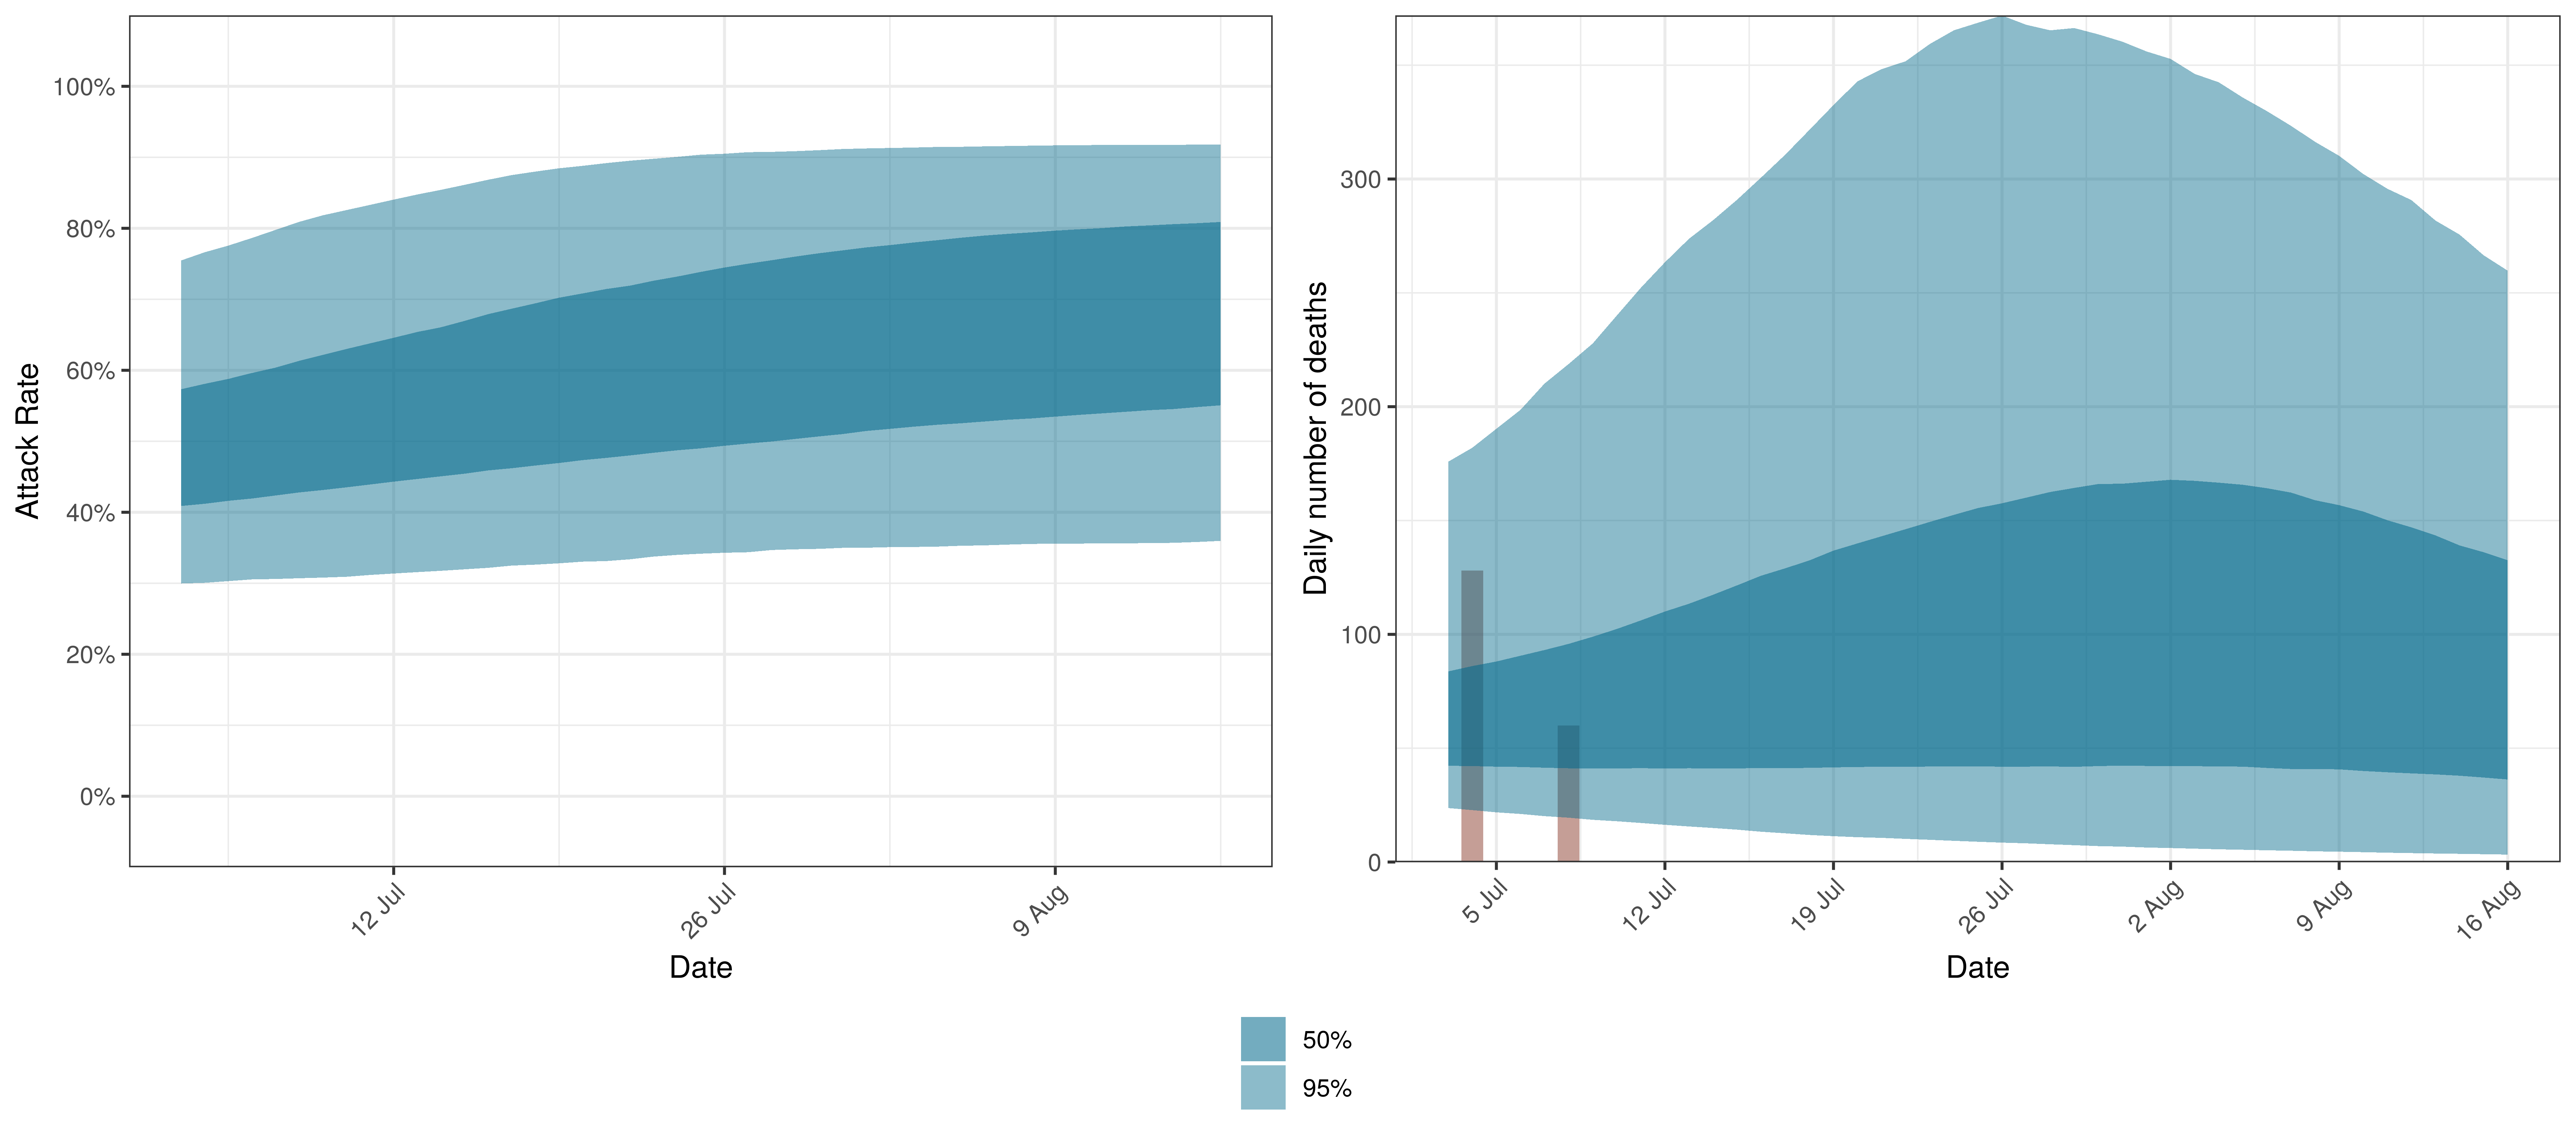 Attack Rate
100%
80%
60%
40%
20%
0%
12 Jul
26 Jul
9 Aug
Date
Daily number of deaths
300
200
100
0
5 Jul
12 Jul
19 Jul
26 Jul
2 Aug
9 Aug
16 Aug
Date
50%
95%